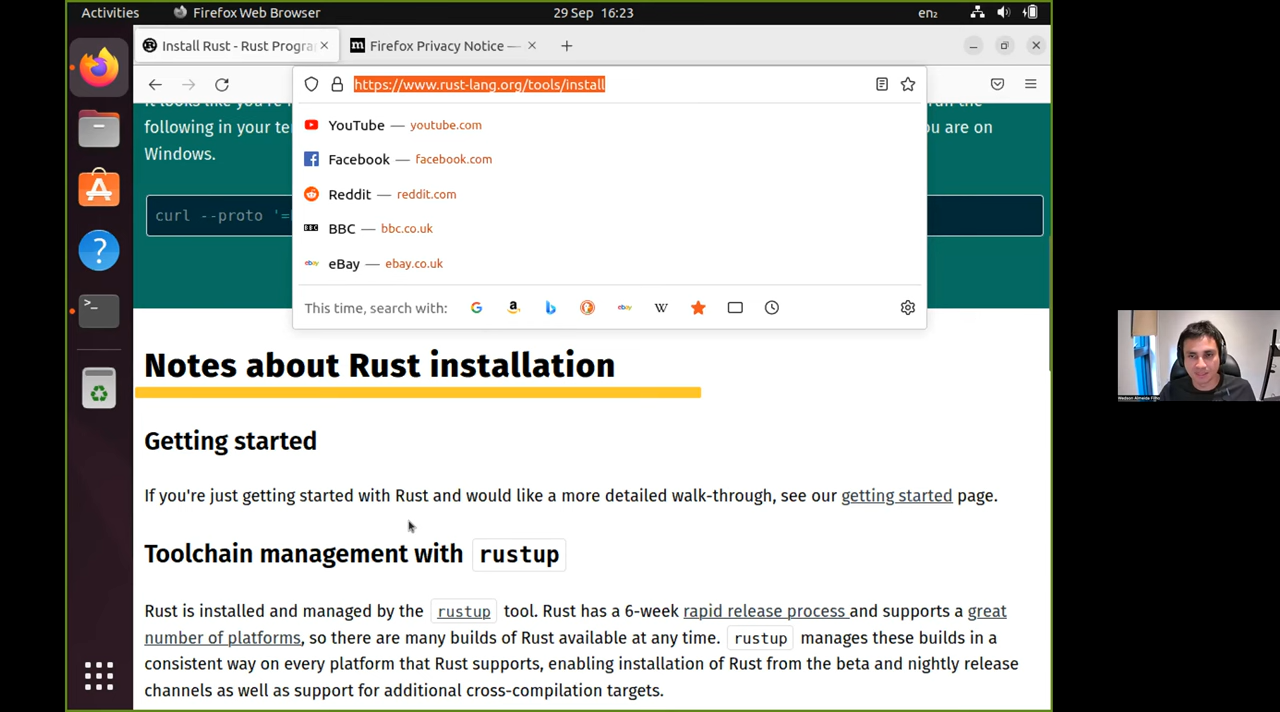 Activities Firefox Web Browser 29 Sep 16:23 en₂
Install Rust - Rust Progra Firefox Privacy Notice —
https://www.rust-lang.org/tools/install
following in your te
ou are on
Windows.
YouTube — youtube.com
Facebook — facebook.com
Reddit — reddit.com
curl --proto '=
BBC — bbc.co.uk
eBay — ebay.co.uk
This time, search with:
Notes about Rust installation
Getting started
If you're just getting started with Rust and would like a more detailed walk-through, see our getting started page.
Toolchain management with rustup
Rust is installed and managed by the rustup tool. Rust has a 6-week rapid release process and supports a great
number of platforms, so there are many builds of Rust available at any time. rustup manages these builds in a
consistent way on every platform that Rust supports, enabling installation of Rust from the beta and nightly release
channels as well as support for additional cross-compilation targets.
Wedson Almeida Filho